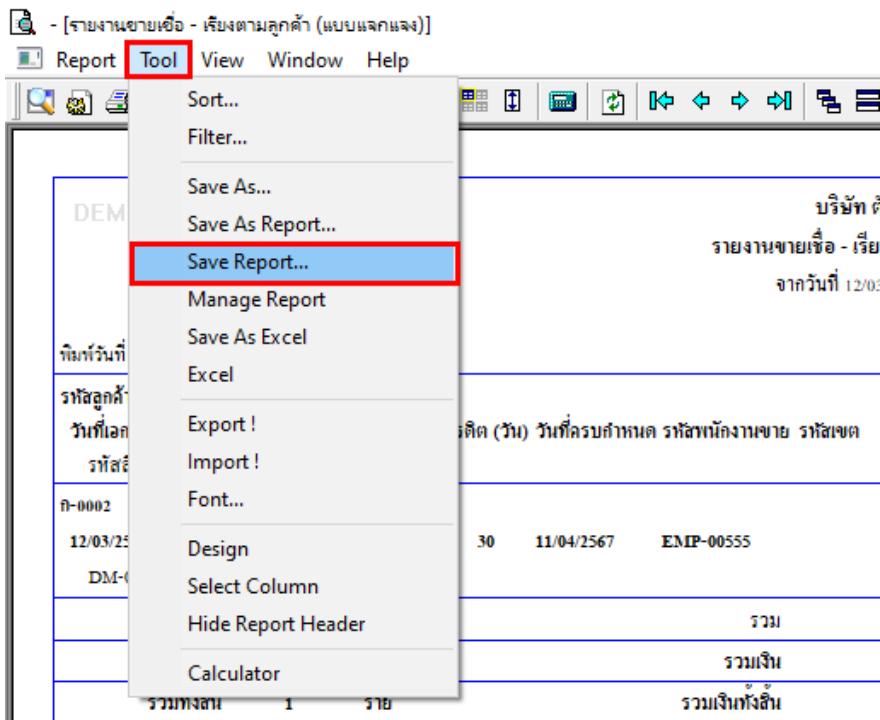 - [รายงานขายเชื่อ - เรียงตามลูกค้า (แบบแจกแจง)]
Report Tool View Window Help
Sort...
Filter...
Save As...
Save As Report...
Save Report...
Manage Report
Save As Excel
Excel
Export !
Import !
Font...
Design
Select Column
Hide Report Header
Calculator
DEM
บริษัท
รายงานขายเชื่อ - เรีย
จากวันที่ 12/03
พิมพ์วันที่
รหัสลูกค้า
วันที่เอก รดิต (วัน) วันที่ครบกำหนด รหัสพนักงานขาย รหัสเขต
รหัสสิ
ก-0002
12/03/25 30 11/04/2567 EMP-00555
DM-0
รวม
รวมเงิน
รวมทั้งสิ้น 1 ราย รวมเงินทั้งสิ้น